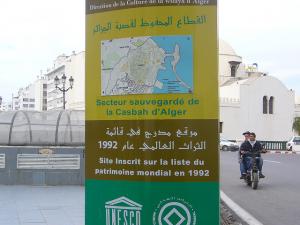 Direction de la Culture de la wilaya d'Alger
القطاع المحفوظ لقصبة الجزائر
Secteur sauvegardé de
la Casbah d'Alger
موقع مدرج في قائمة
التراث العالمي عام 1992
Site Inscrit sur la liste du
patrimoine mondial en 1992
UNESCO